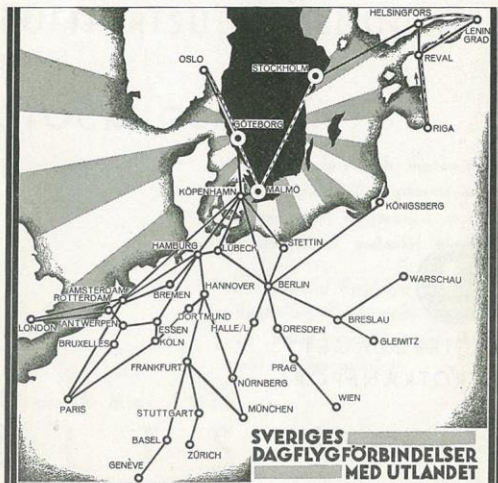 HELSINGFORS
LENIN
GRAD
OSLO
STOCKHOLM
REVAL
GÖTEBORG
RIGA
KÖPENHAMN
MALMÖ
KÖNIGSBERG
HAMBURG
LÜBECK
STETTIN
AMSTERDAM
ROTTERDAM
BREMEN
HANNOVER
BERLIN
WARSCHAU
LONDON
ANTWERPEN
DORTMUND
ESSEN
HALLE/L
DRESDEN
BRESLAU
BRUXELLES
KÖLN
GLEIWITZ
FRANKFURT
PRAG
NÜRNBERG
PARIS
WIEN
STUTTGART
MÜNCHEN
BASEL
ZÜRICH
GENÈVE
SVERIGES
DAGFLYGFÖRBINDELSER
MED UTLANDET